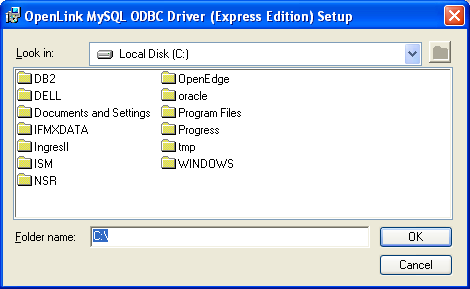 OpenLink MySQL ODBC Driver (Express Edition) Setup
Look in: Local Disk (C:)
DB2 OpenEdge
DELL oracle
Documents and Settings Program Files
IFMXDATA Progress
IngresII tmp
ISM WINDOWS
NSR
Folder name: C:\ OK
Cancel